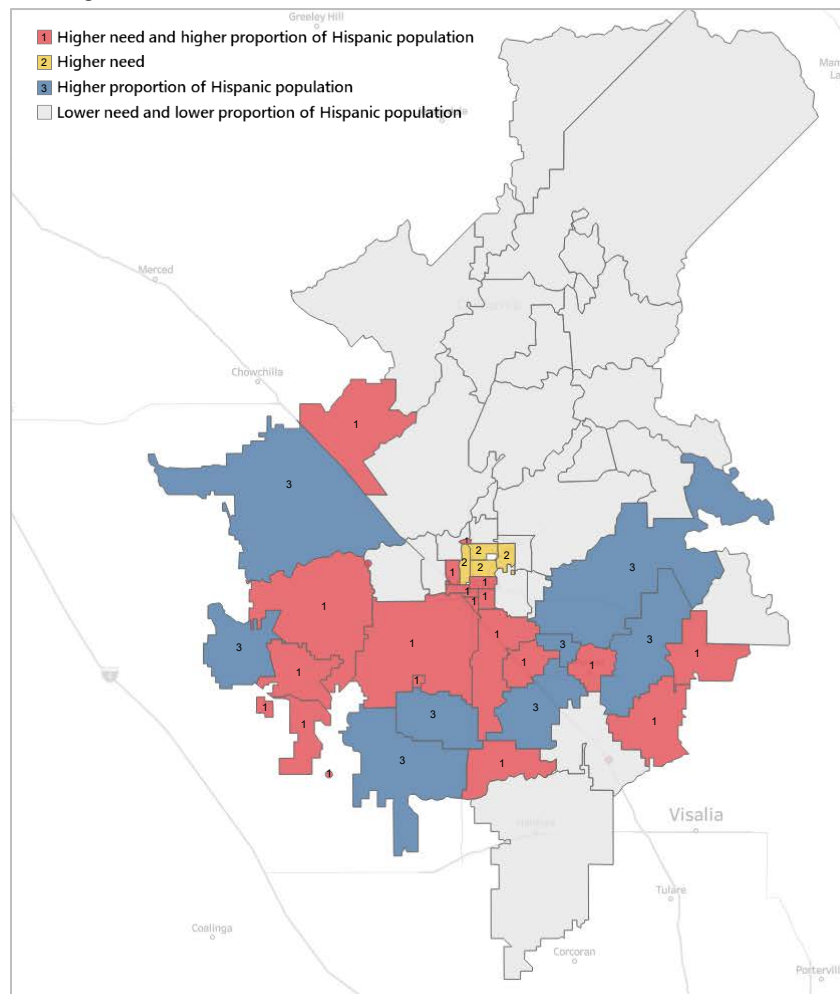 Greeley Hill
1 Higher need and higher proportion of Hispanic population
2 Higher need
3 Higher proportion of Hispanic population
Lower need and lower proportion of Hispanic population
Merced
Chowchilla
1
3
1
2
2
2
1
2
1
1
1
1
3
1
1
1
3
3
1
1
3
1
1
1
1
3
3
1
1
3
1
1
Visalia
Tulare
Coalinga
Corcoran
Portervil